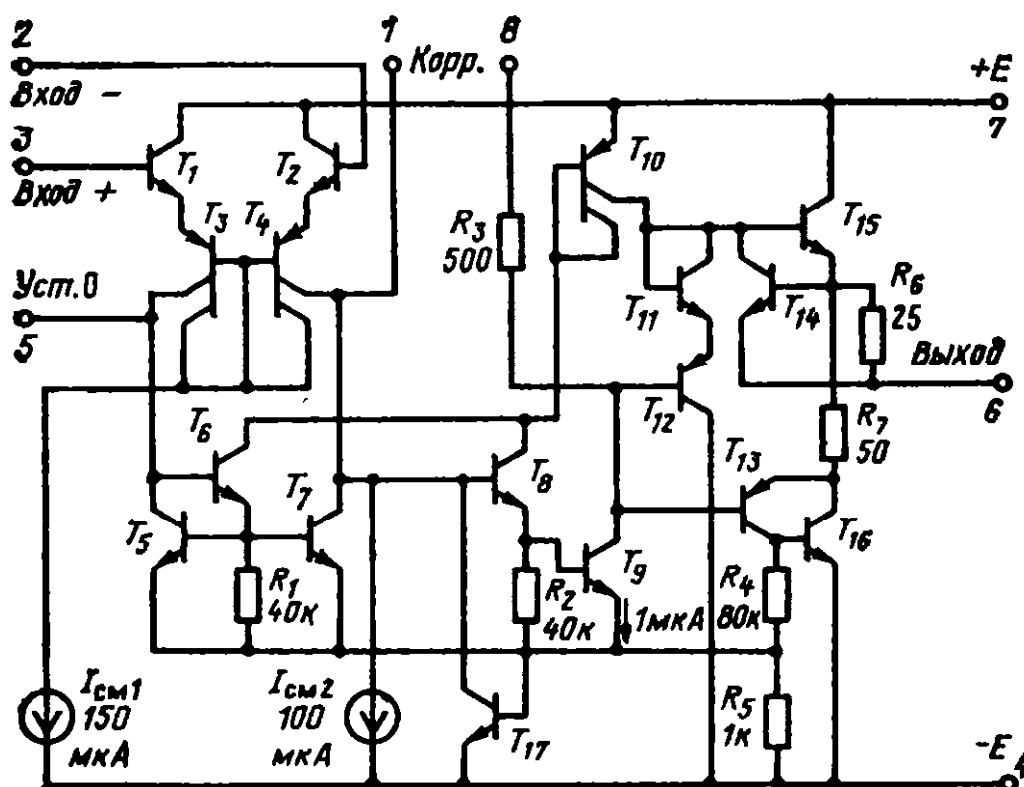 2
Вход -
3
Вход +
Уст.0
5
1
Корр.
8
+E
7
T1
T2
T3
T4
R3
500
T10
T15
T11
T14
R6
25
Выход
6
T12
R7
50
T6
T7
T8
T13
T5
T16
R1
40к
R2
40к
T9
1мкА
R4
80к
Iсм1
150
мкА
Iсм2
100
мкА
T17
R5
1к
-E
4